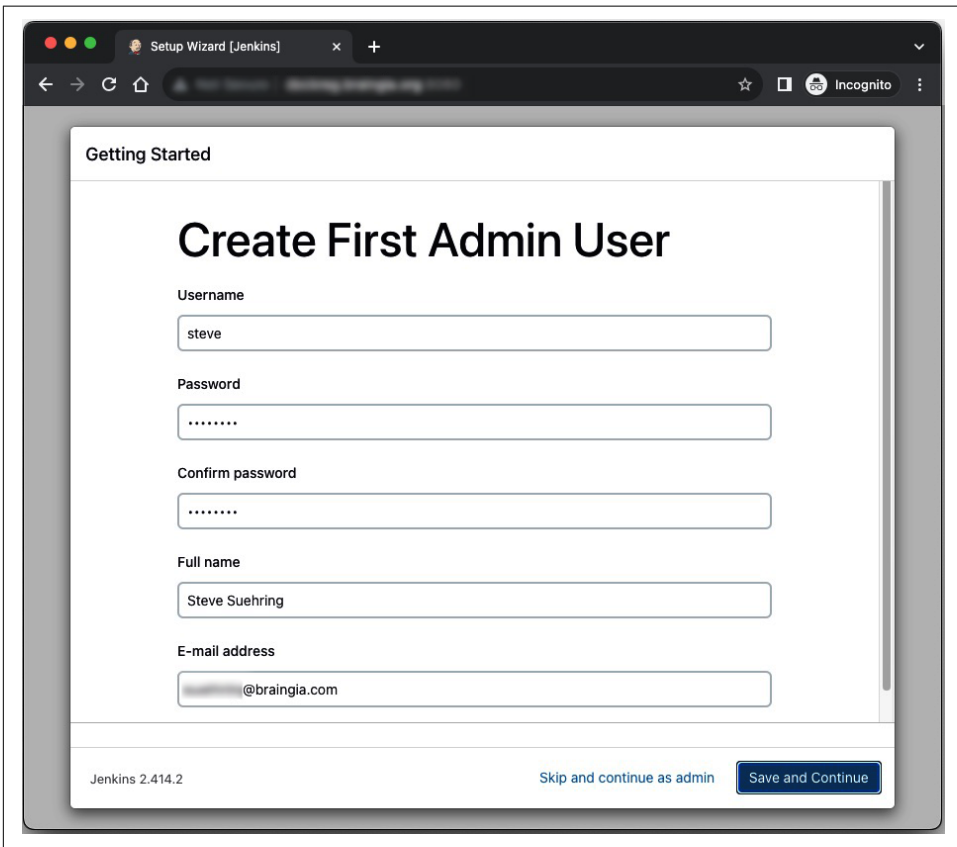 Setup Wizard [Jenkins]
Incognito
Getting Started
Create First Admin User
Username
steve
Password
••••••••
Confirm password
••••••••
Full name
Steve Suehring
E-mail address
@braingia.com
Jenkins 2.414.2
Skip and continue as admin
Save and Continue